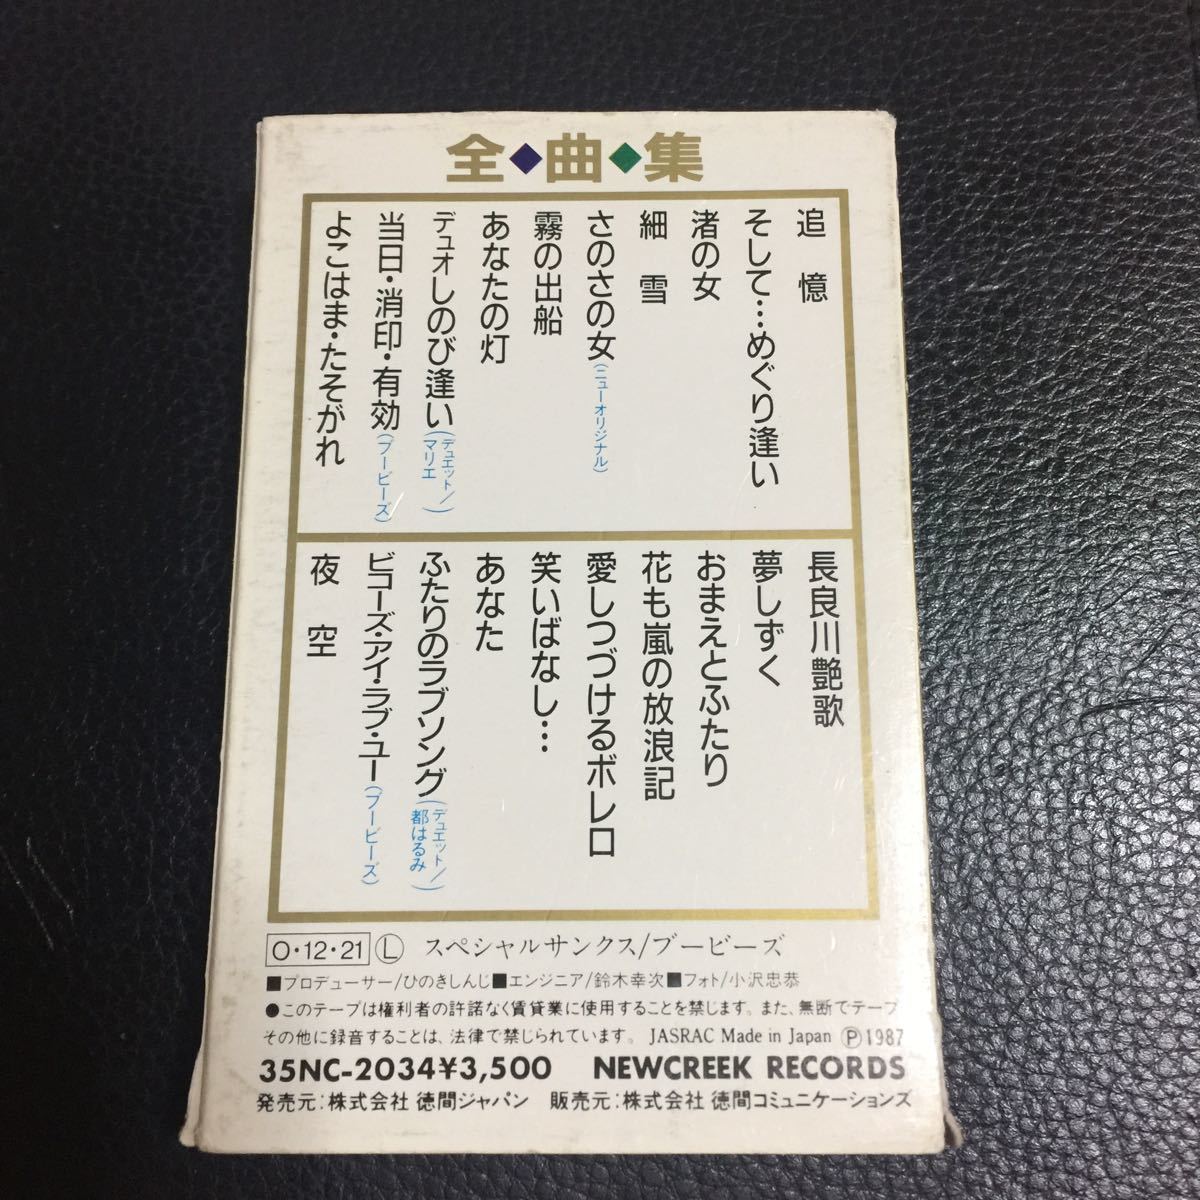 全◆曲◆集
追憶
そして…めぐり逢い
渚の女
細雪
さのさの女(ニューオリジナル)
霧の出船
あなたの灯
デュオしのび逢い(デュエット/マリエ)
当日・消印・有効(ブービーズ)
よこはま・たそがれ
長良川艶歌
夢しずく
おまえとふたり
花も嵐の放浪記
愛しつづけるボレロ
笑いばなし…
あなた
ふたりのラブソング(デュエット/都はるみ)
ビコーズ・アイ・ラブ・ユー(ブービーズ)
夜空
O・12・21 Ⓛ スペシャルサンクス/ブービーズ
■プロデューサー/ひのきしんじ■エンジニア/鈴木幸次■フォト/小沢忠恭
●このテープは権利者の許諾なく賃貸業に使用することを禁じます。また、無断でテープ
その他に録音することは、法律で禁じられています。 JASRAC Made in Japan Ⓟ1987
35NC-2034¥3,500 NEWCREEK RECORDS
発売元:株式会社 徳間ジャパン 販売元:株式会社 徳間コミュニケーションズ